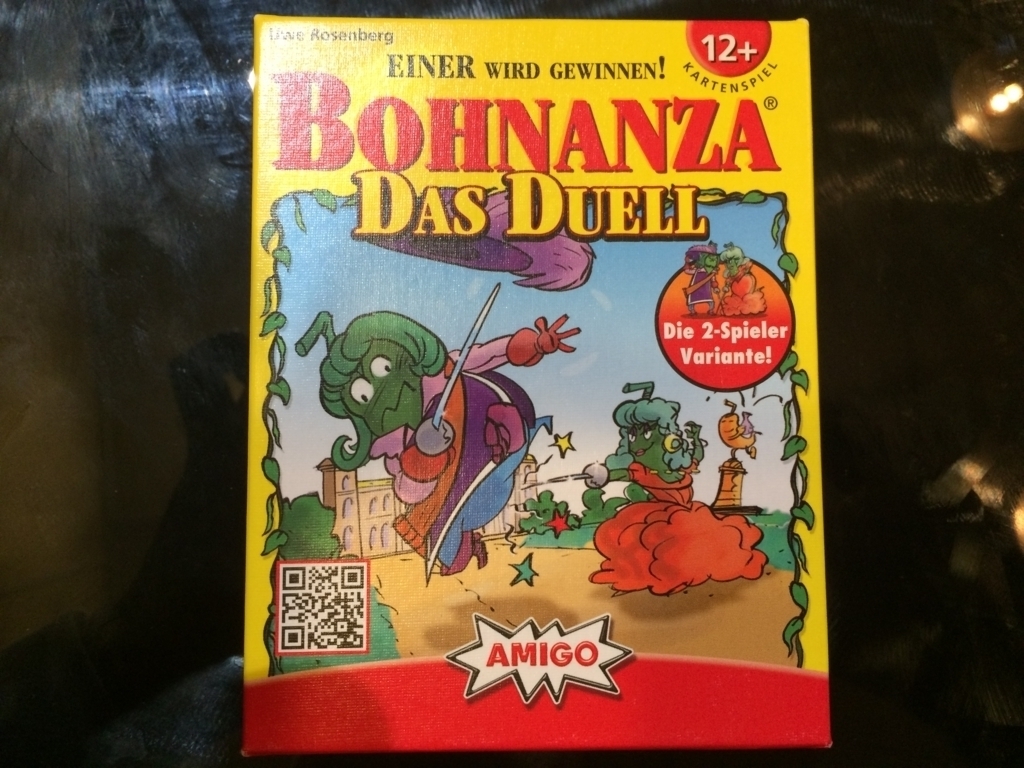 Uwe Rosenberg
12+
KARTENSPIEL
EINER WIRD GEWINNEN!
BOHNANZA®
DAS DUELL
Die 2-Spieler
Variante!
AMIGO